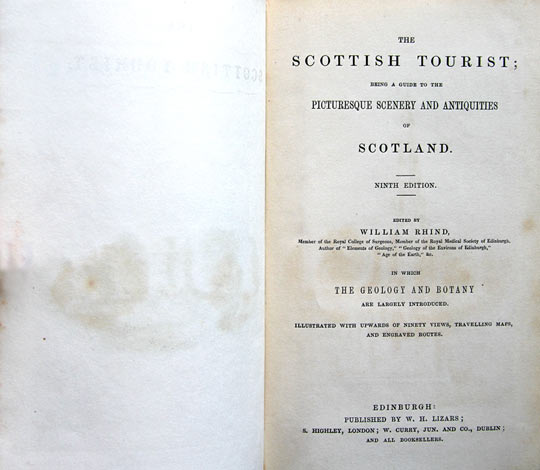 THE
SCOTTISH TOURIST;
BEING A GUIDE TO THE
PICTURESQUE SCENERY AND ANTIQUITIES
OF
SCOTLAND.
NINTH EDITION.
EDITED BY
WILLIAM RHIND,
Member of the Royal College of Surgeons, Member of the Royal Medical Society of Edinburgh.
Author of "Elements of Geology," "Geology of the Environs of Edinburgh,"
"Age of the Earth," &c.
IN WHICH
THE GEOLOGY AND BOTANY
ARE LARGELY INTRODUCED.
ILLUSTRATED WITH UPWARDS OF NINETY VIEWS, TRAVELLING MAPS,
AND ENGRAVED ROUTES.
EDINBURGH:
PUBLISHED BY W. H. LIZARS;
S. HIGHLEY, LONDON; W. CURRY, JUN. AND CO., DUBLIN;
AND ALL BOOKSELLERS.